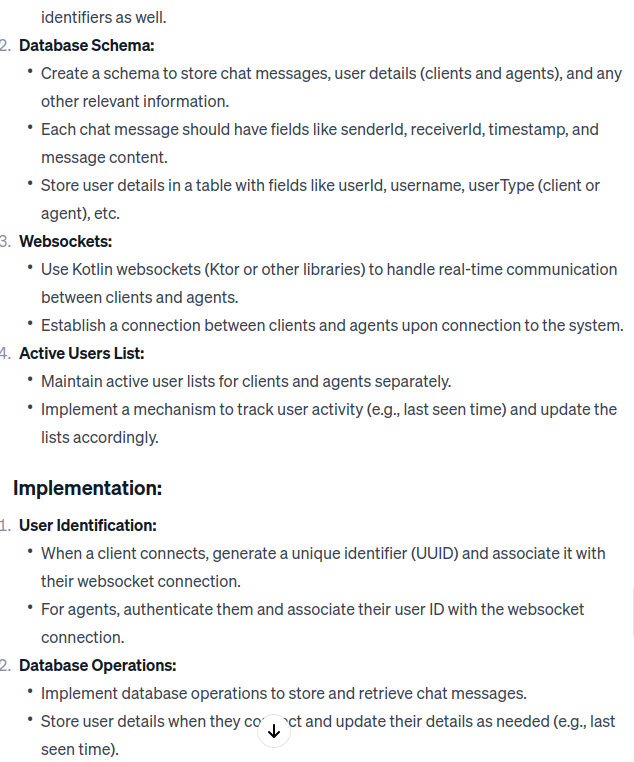 identifiers as well.
2. Database Schema:
• Create a schema to store chat messages, user details (clients and agents), and any
other relevant information.
• Each chat message should have fields like senderId, receiverId, timestamp, and
message content.
• Store user details in a table with fields like userId, username, userType (client or
agent), etc.
3. Websockets:
• Use Kotlin websockets (Ktor or other libraries) to handle real-time communication
between clients and agents.
• Establish a connection between clients and agents upon connection to the system.
4. Active Users List:
• Maintain active user lists for clients and agents separately.
• Implement a mechanism to track user activity (e.g., last seen time) and update the
lists accordingly.
Implementation:
1. User Identification:
• When a client connects, generate a unique identifier (UUID) and associate it with
their websocket connection.
• For agents, authenticate them and associate their user ID with the websocket
connection.
2. Database Operations:
• Implement database operations to store and retrieve chat messages.
• Store user details when they and update their details as needed (e.g., last
seen time).